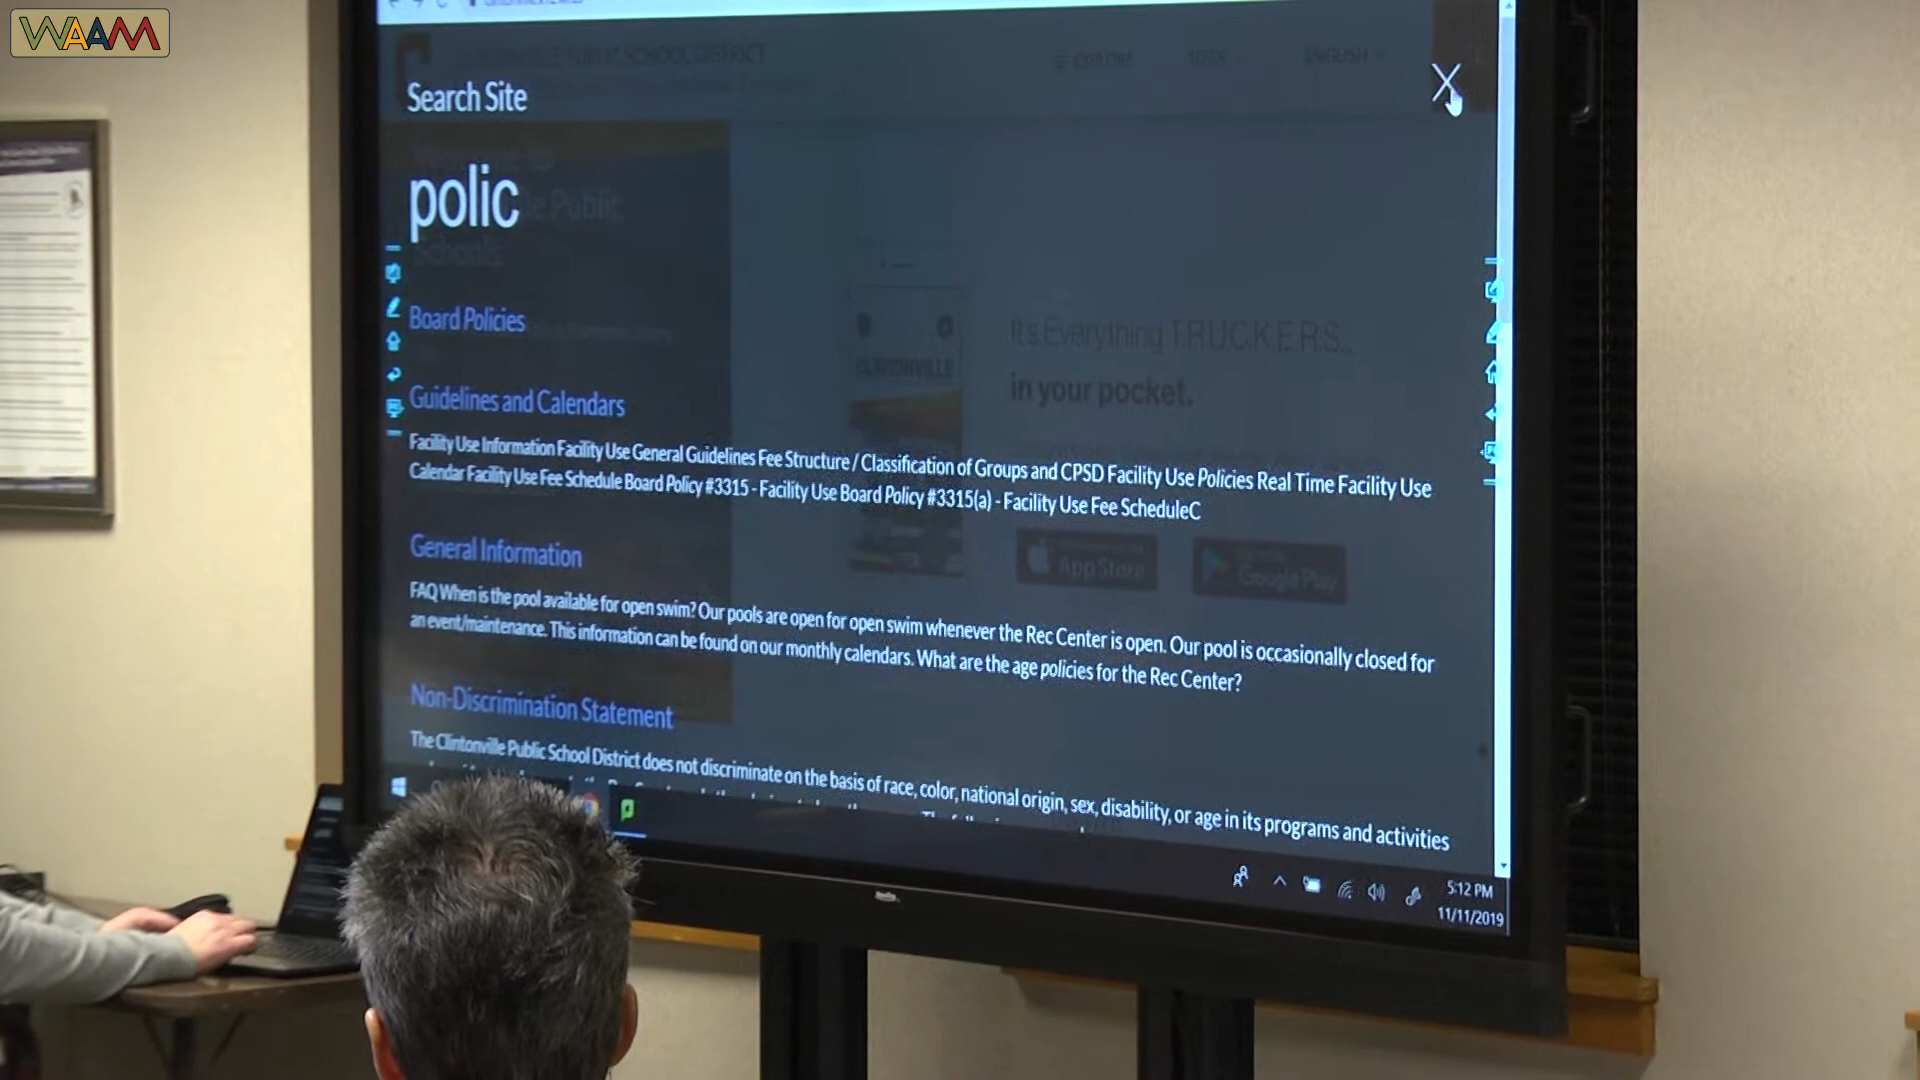 WAAM
PUBLIC SCHOOL DISTRICT
ENGLISH
Search Site
polic
le Public
Schools
Board Policies
It's Everything TRUCKERS...
in your pocket.
Guidelines and Calendars
Facility Use Information Facility Use General Guidelines Fee Structure / Classification of Groups and CPSD Facility Use Policies Real Time Facility Use
Calendar Facility Use Fee Schedule Board Policy #3315 - Facility Use Board Policy #3315(a) - Facility Use Fee ScheduleC
General Information
App Store
Google Play
FAQ When is the pool available for open swim? Our pools are open for open swim whenever the Rec Center is open. Our pool is occasionally closed for
an event/maintenance. This information can be found on our monthly calendars. What are the age policies for the Rec Center?
Non-Discrimination Statement
The Clintonville Public School District does not discriminate on the basis of race, color, national origin, sex, disability, or age in its programs and activities
5:12 PM
11/11/2019